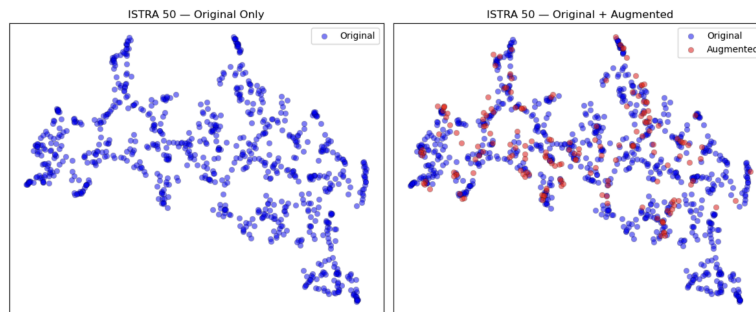 ISTRA 50 — Original Only
Original
ISTRA 50 — Original + Augmented
Original
Augmented